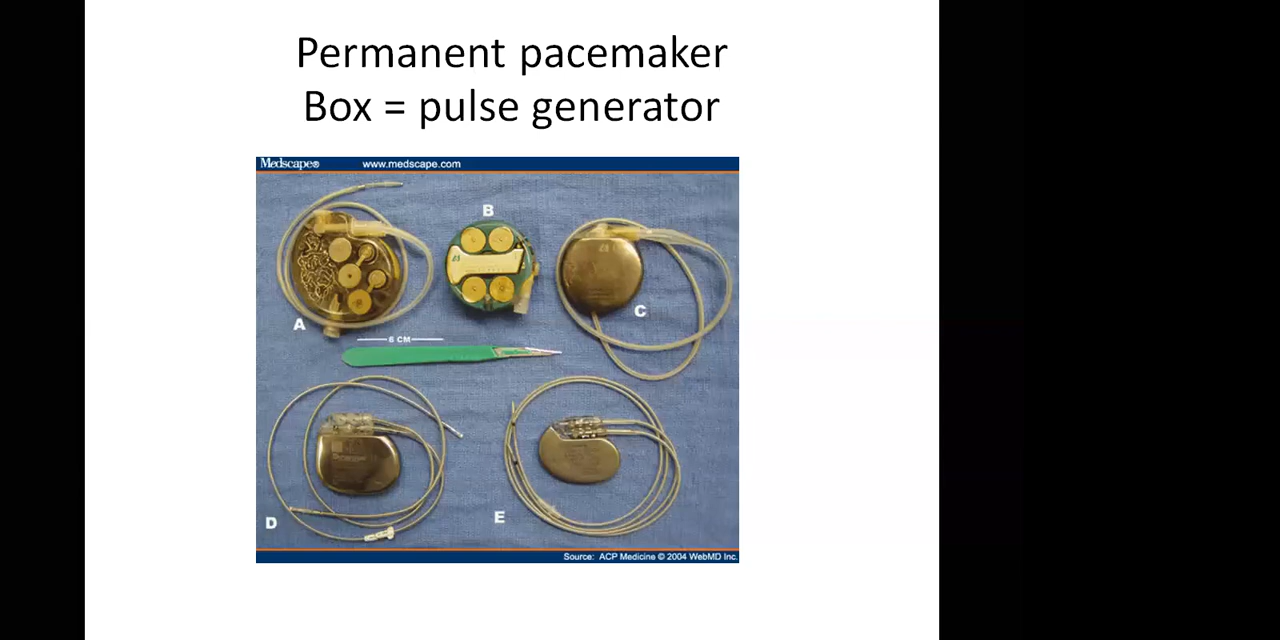 Permanent pacemaker
Box = pulse generator
Medscape® www.medscape.com
B
A
C
6 CM
D
E
Source: ACP Medicine © 2004 WebMD Inc.